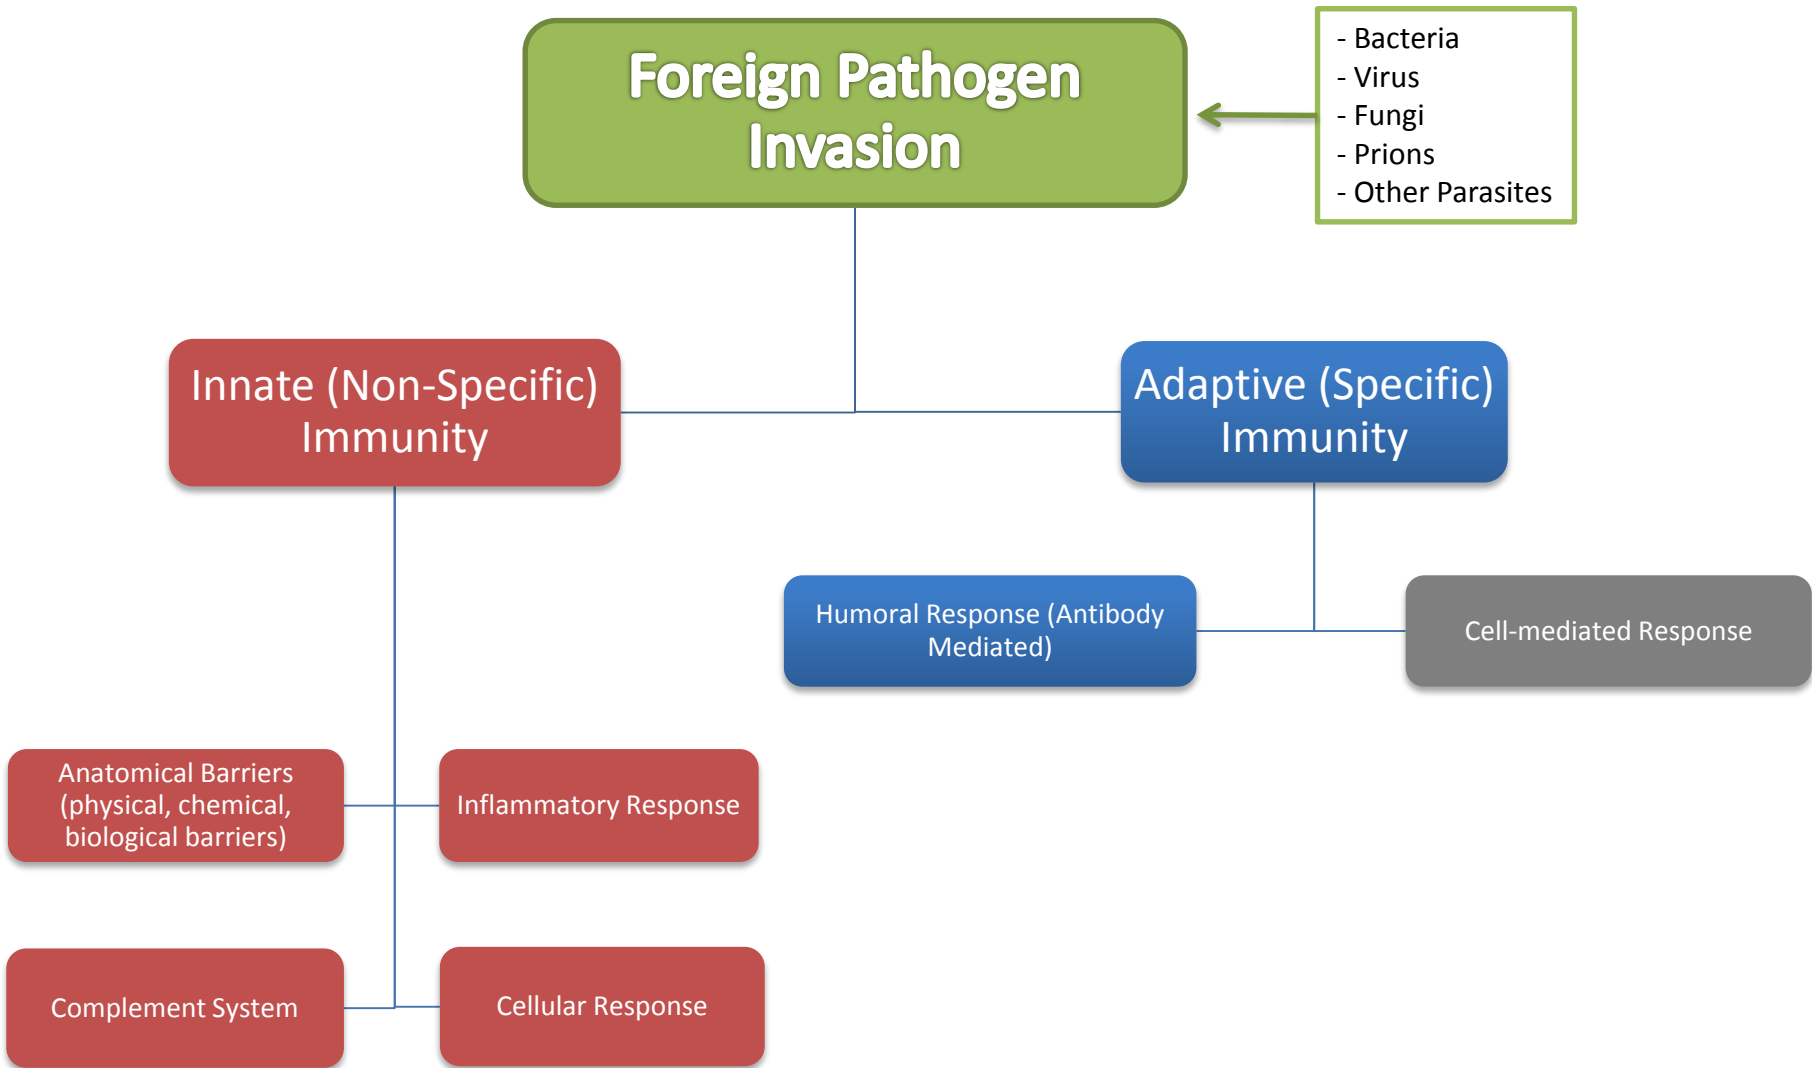 Foreign Pathogen
Invasion
- Bacteria
- Virus
- Fungi
- Prions
- Other Parasites
Innate (Non-Specific)
Immunity
Adaptive (Specific)
Immunity
Humoral Response (Antibody
Mediated)
Cell-mediated Response
Anatomical Barriers
(physical, chemical,
biological barriers)
Inflammatory Response
Complement System
Cellular Response